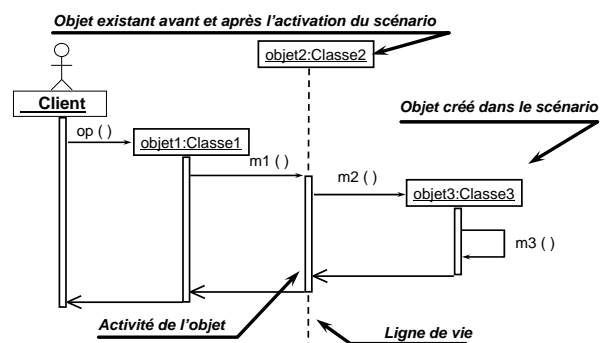 Objet existant avant et après l'activation du scénario
objet2:Classe2
Client
Objet créé dans le scénario
op ( )
objet1:Classe1
m1 ( )
m2 ( )
objet3:Classe3
m3 ( )
Activité de l'objet
Ligne de vie